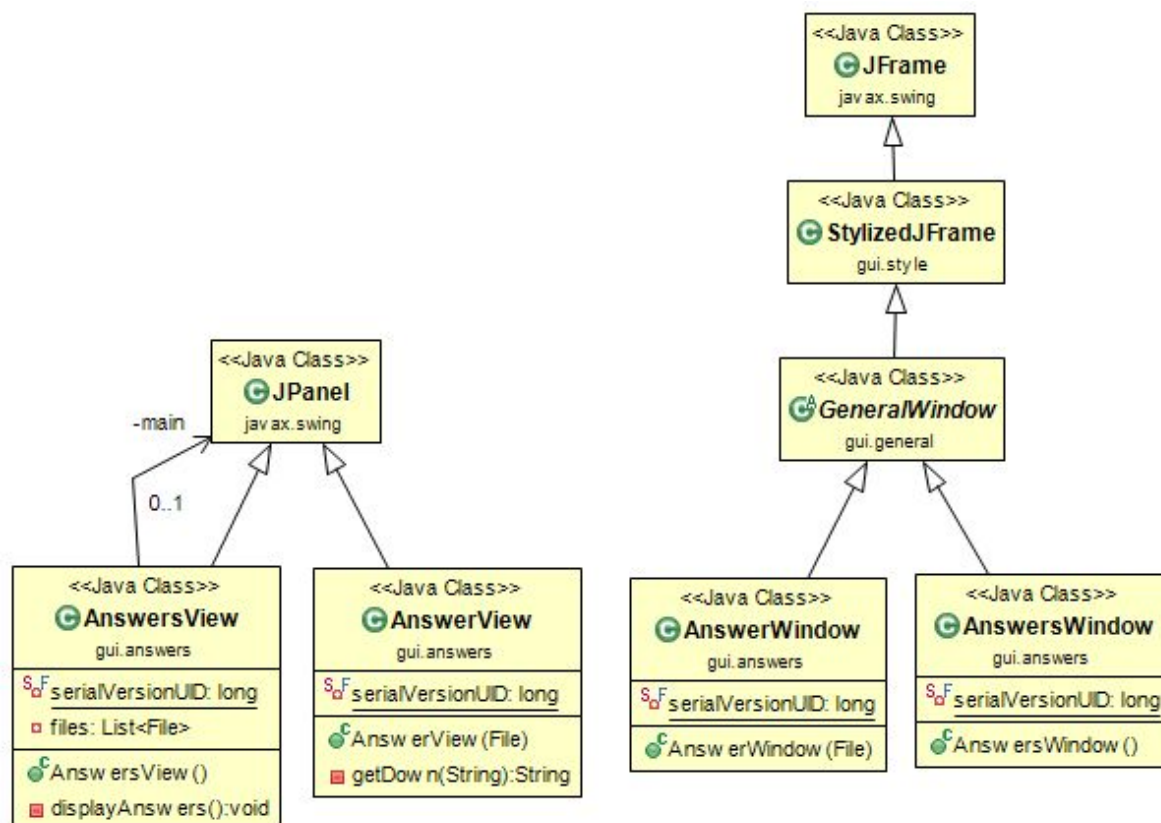 <<Java Class>>
JFrame
javax.swing
<<Java Class>>
StylizedJFrame
gui.style
<<Java Class>>
GeneralWindow
gui.general
<<Java Class>>
JPanel
javax.swing
-main
0..1
<<Java Class>>
AnswersView
gui.answers
serialVersionUID: long
files: List<File>
AnswersView()
displayAnswers():void
<<Java Class>>
AnswerView
gui.answers
serialVersionUID: long
AnswerView(File)
getDown(String):String
<<Java Class>>
AnswerWindow
gui.answers
serialVersionUID: long
AnswerWindow(File)
<<Java Class>>
AnswersWindow
gui.answers
serialVersionUID: long
AnswersWindow()